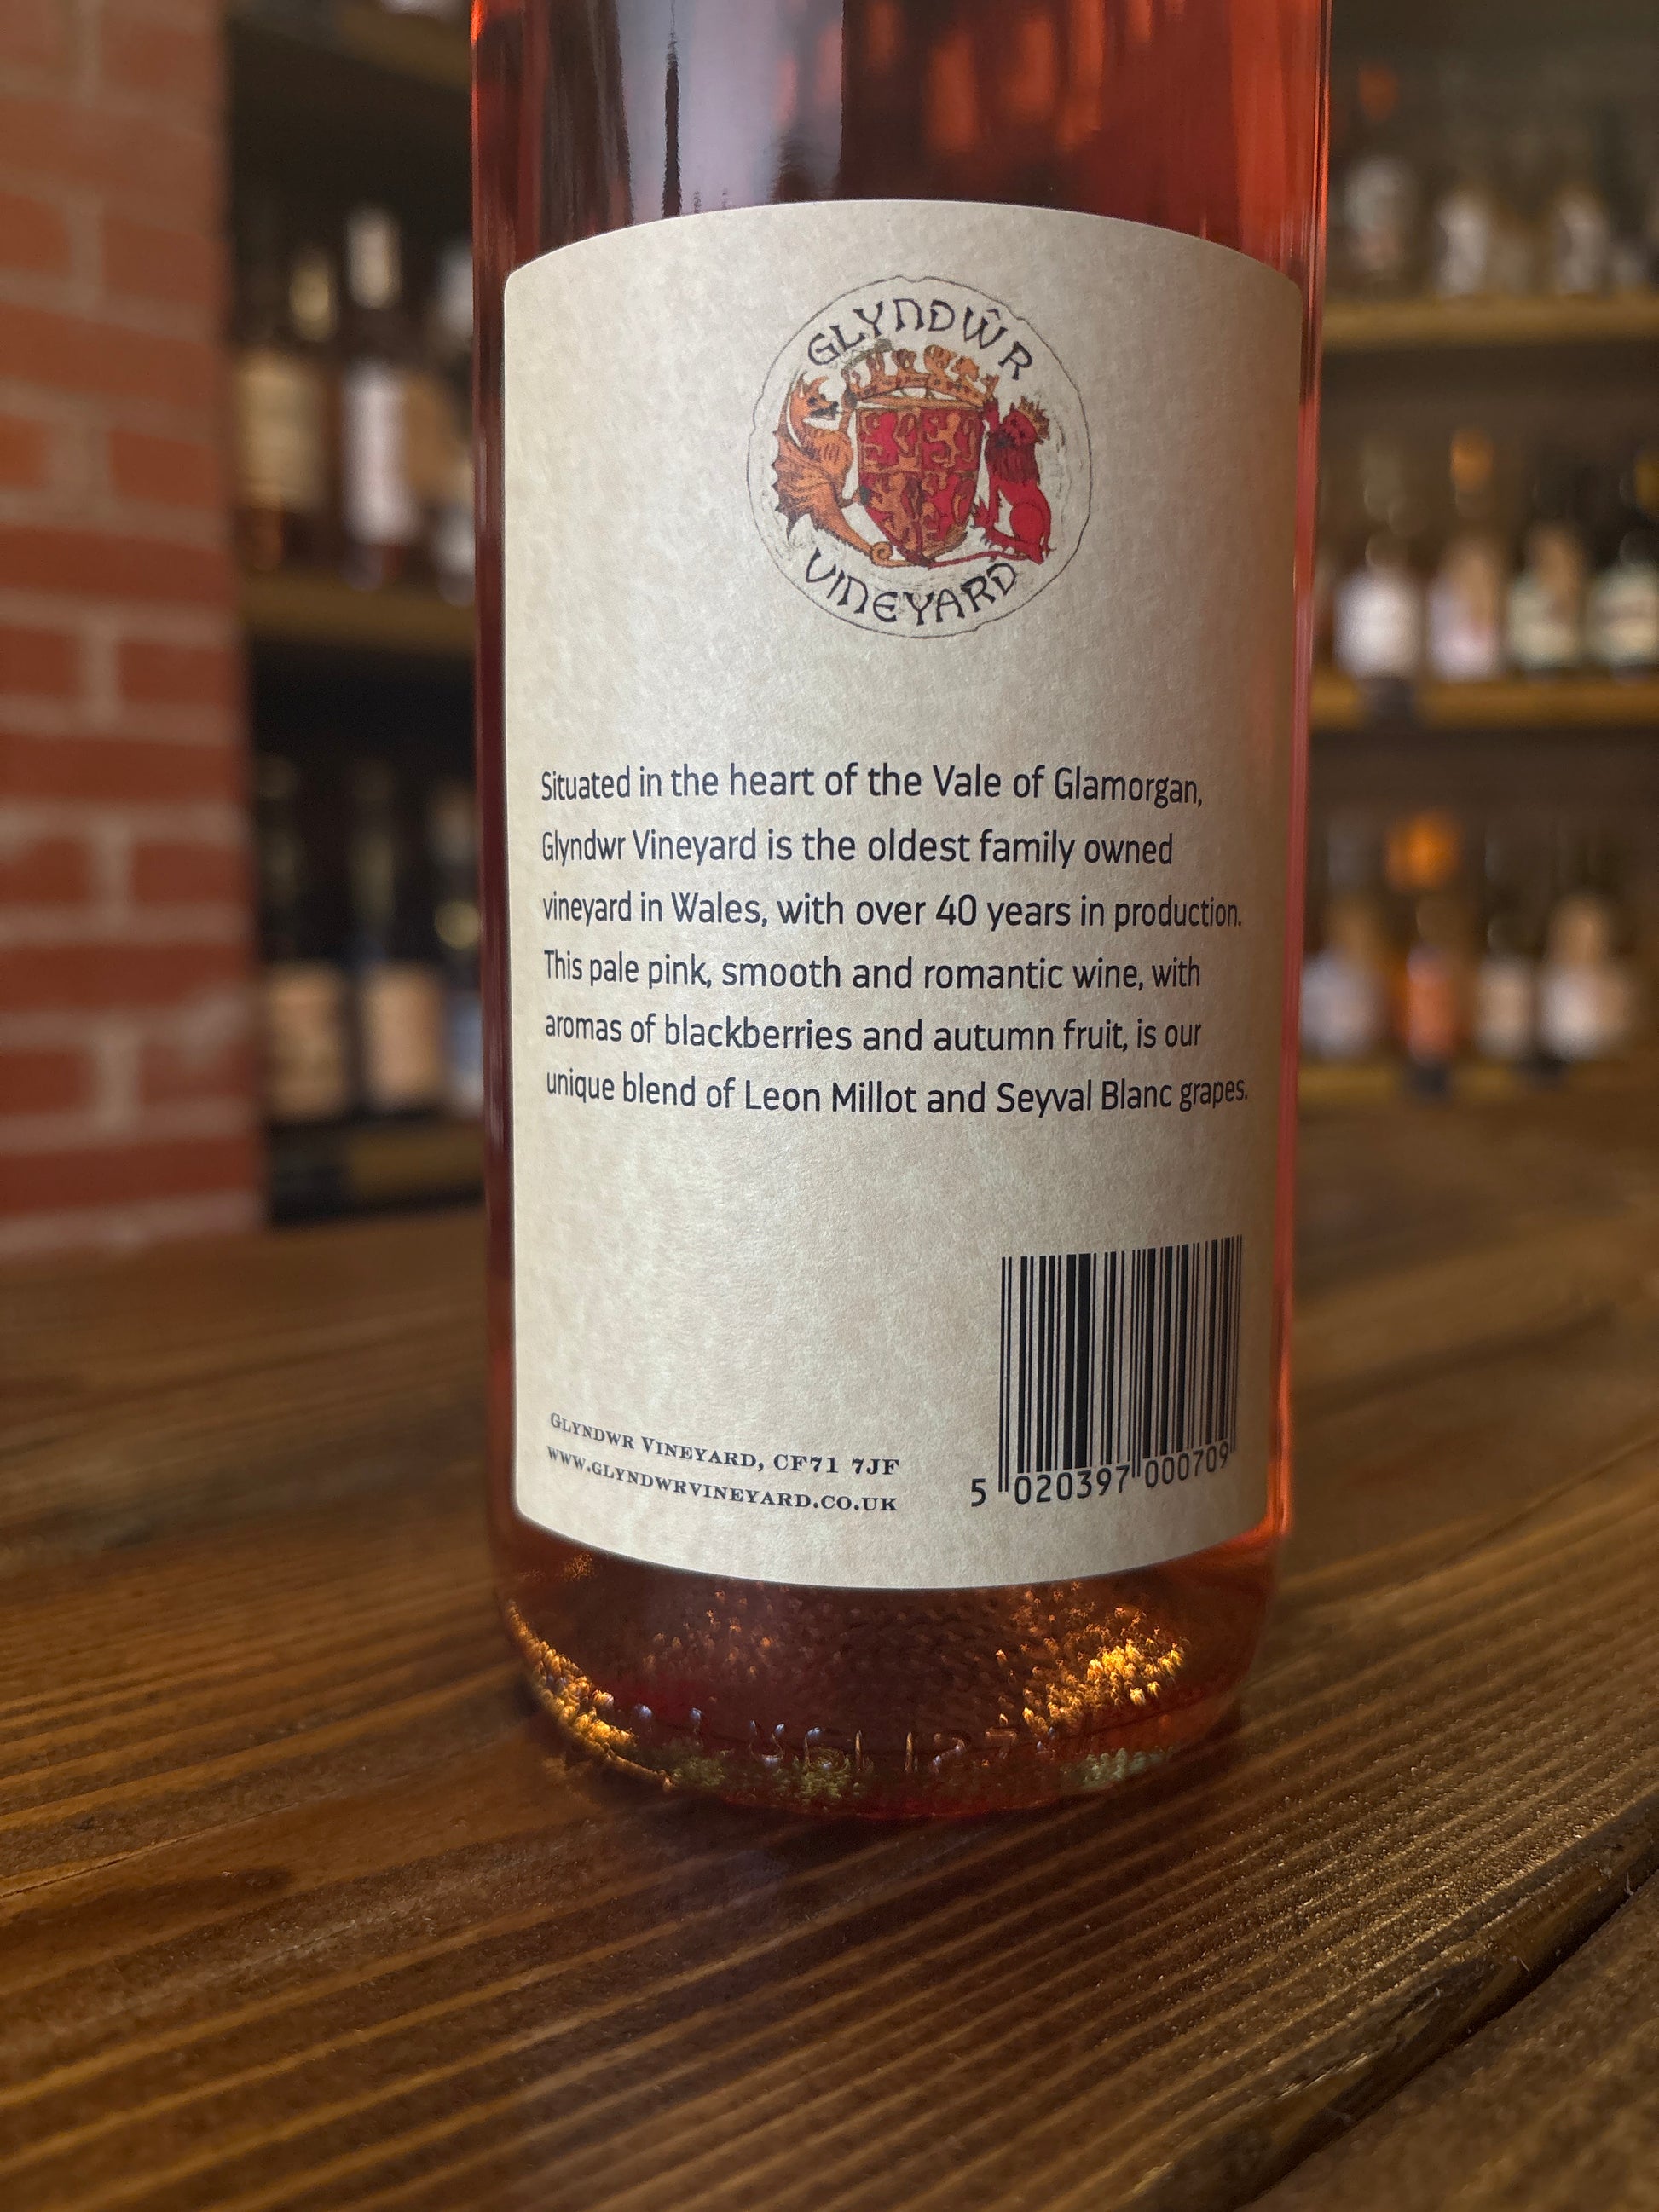 GLYNDŴR
VINEYARD
Situated in the heart of the Vale of Glamorgan,
Glyndwr Vineyard is the oldest family owned
vineyard in Wales, with over 40 years in production.
This pale pink, smooth and romantic wine, with
aromas of blackberries and autumn fruit, is our
unique blend of Leon Millot and Seyval Blanc grapes.
GLYNDWR VINEYARD, CF71 7JF
WWW.GLYNDWRVINEYARD.CO.UK
5 020397 000709